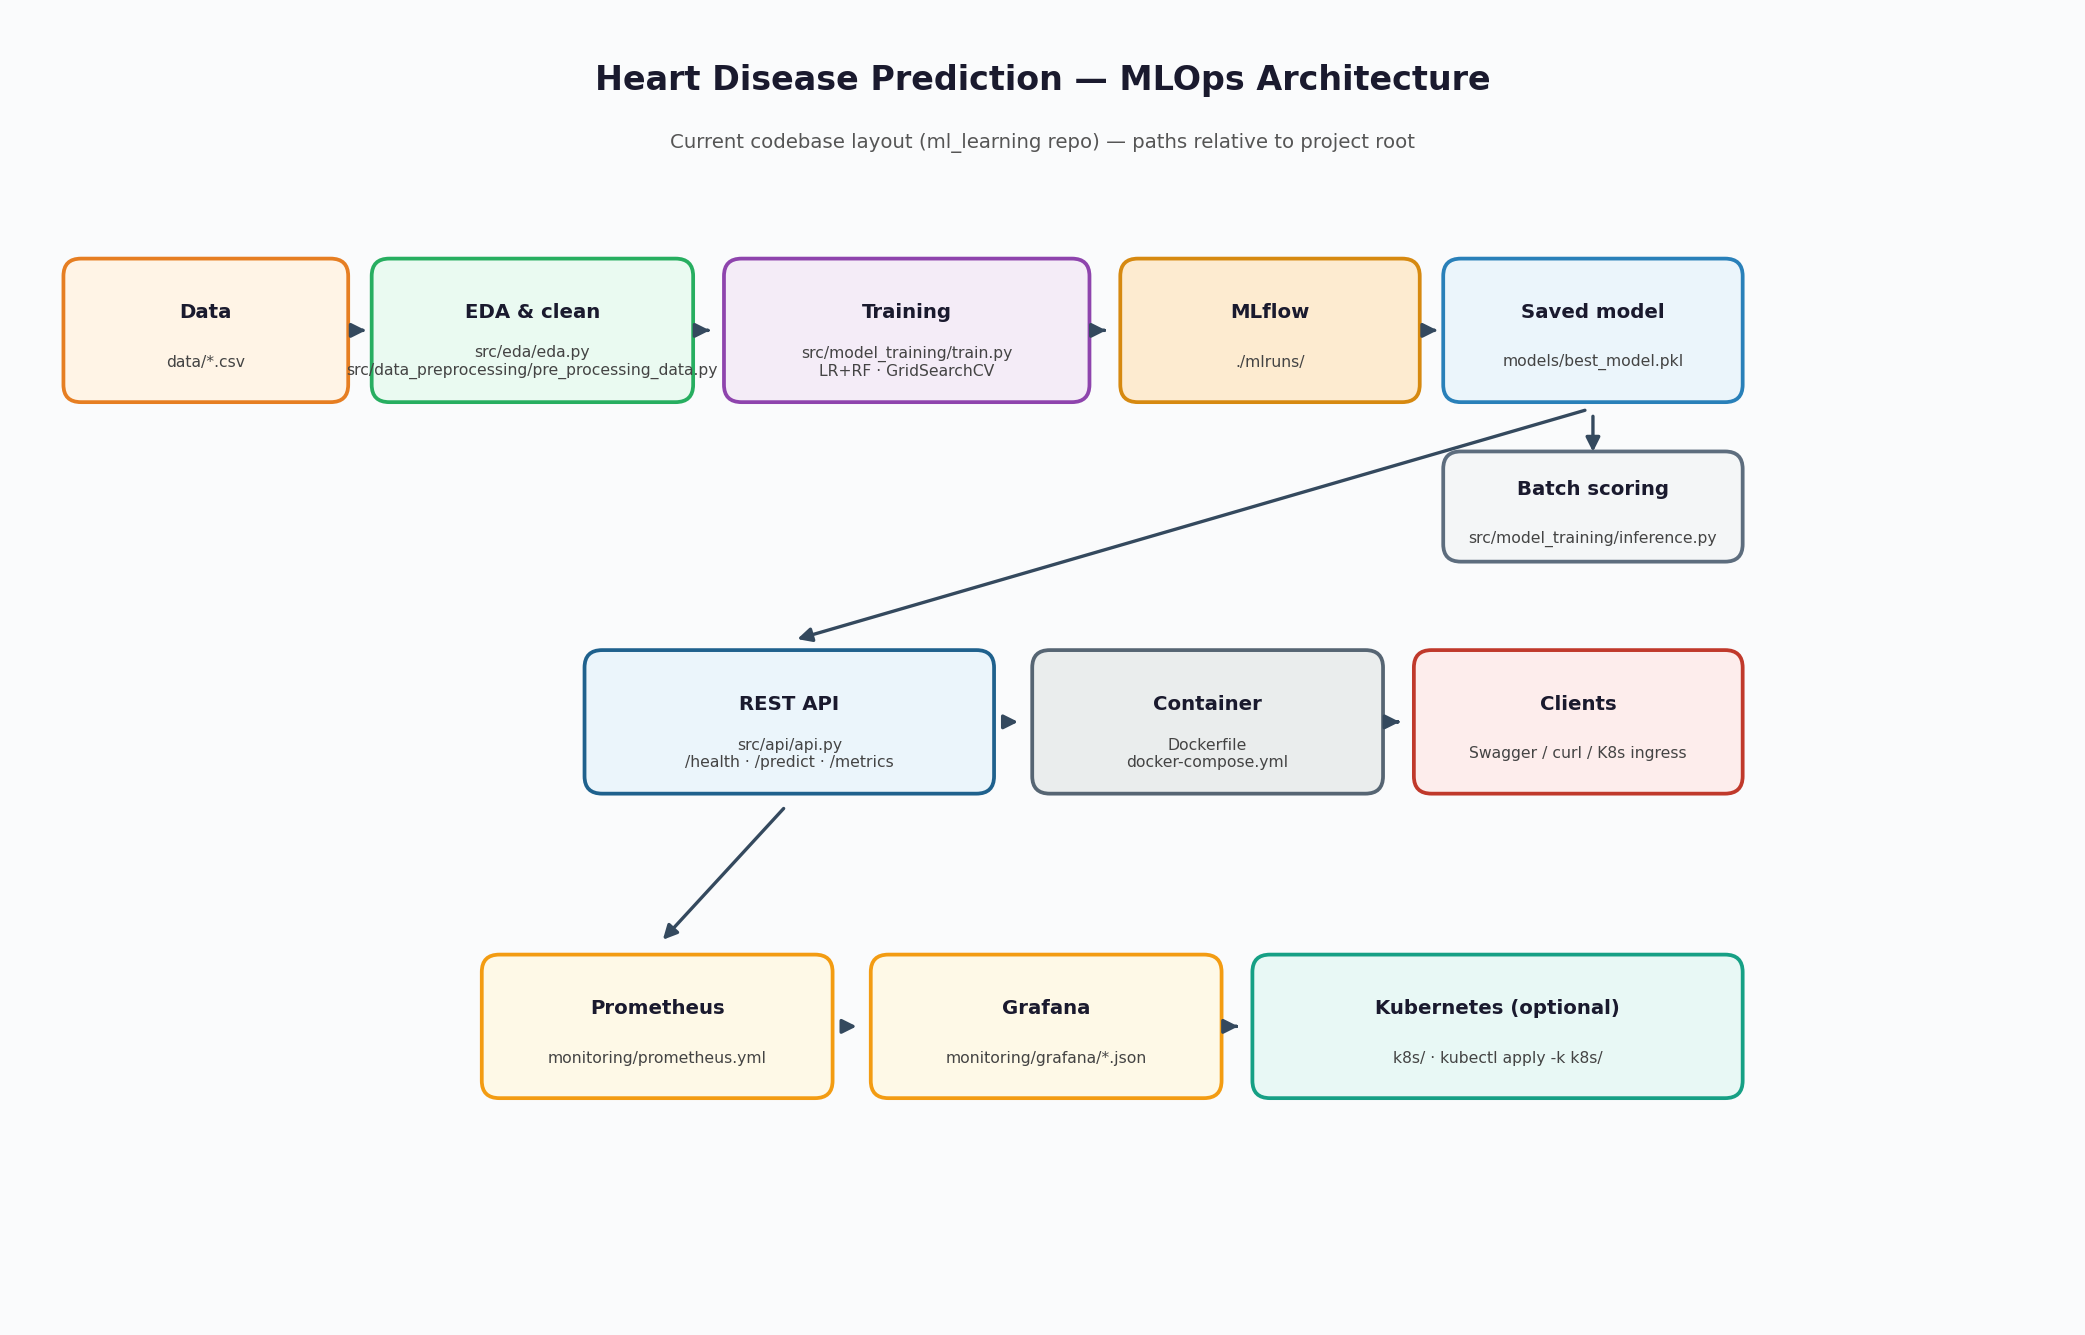 Heart Disease Prediction — MLOps Architecture
Current codebase layout (ml_learning repo) — paths relative to project root
Data
data/*.csv
EDA & clean
src/eda/eda.py
src/data_preprocessing/pre_processing_data.py
Training
src/model_training/train.py
LR+RF · GridSearchCV
MLflow
./mlruns/
Saved model
models/best_model.pkl
Batch scoring
src/model_training/inference.py
REST API
src/api/api.py
/health · /predict · /metrics
Container
Dockerfile
docker-compose.yml
Clients
Swagger / curl / K8s ingress
Prometheus
monitoring/prometheus.yml
Grafana
monitoring/grafana/*.json
Kubernetes (optional)
k8s/ · kubectl apply -k k8s/